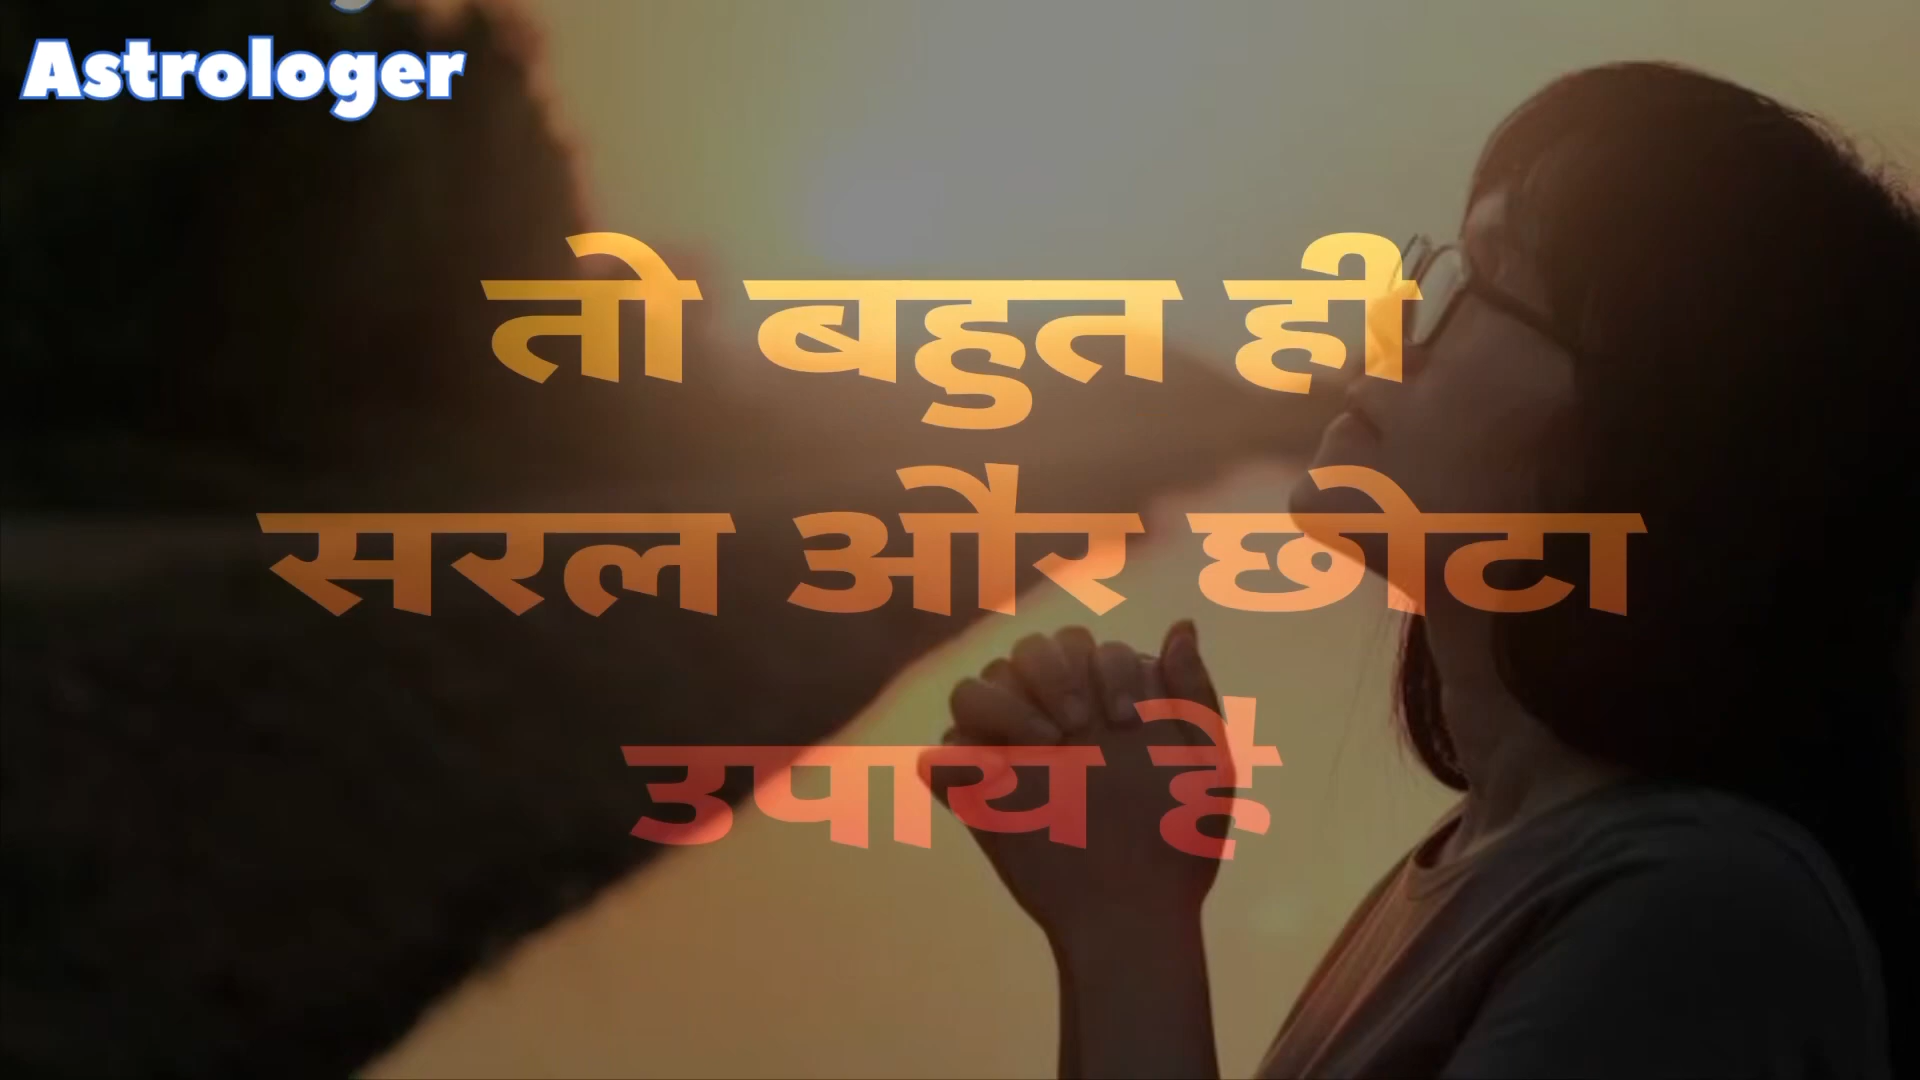 Astrologer
तो बहुत ही
सरल और छोटा
उपाय है